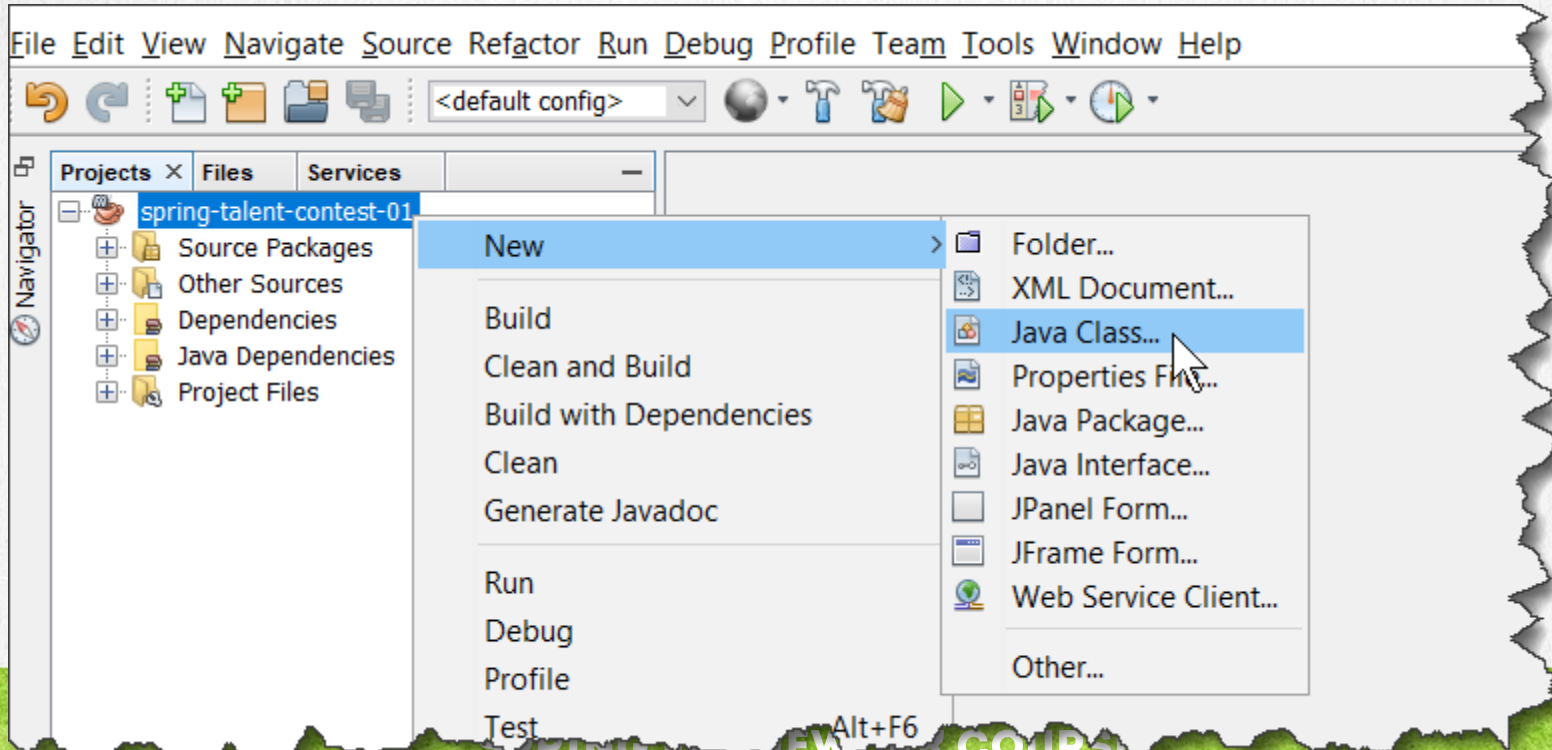 File Edit View Navigate Source Refactor Run Debug Profile Team Tools Window Help
<default config>
Projects Files Services
Navigator
spring-talent-contest-01
Source Packages
Other Sources
Dependencies
Java Dependencies
Project Files
New
Build
Clean and Build
Build with Dependencies
Clean
Generate Javadoc
Run
Debug
Profile
Test Alt+F6
Folder...
XML Document...
Java Class...
Properties
Java Package...
Java Interface...
JPanel Form...
JFrame Form...
Web Service Client...
Other...